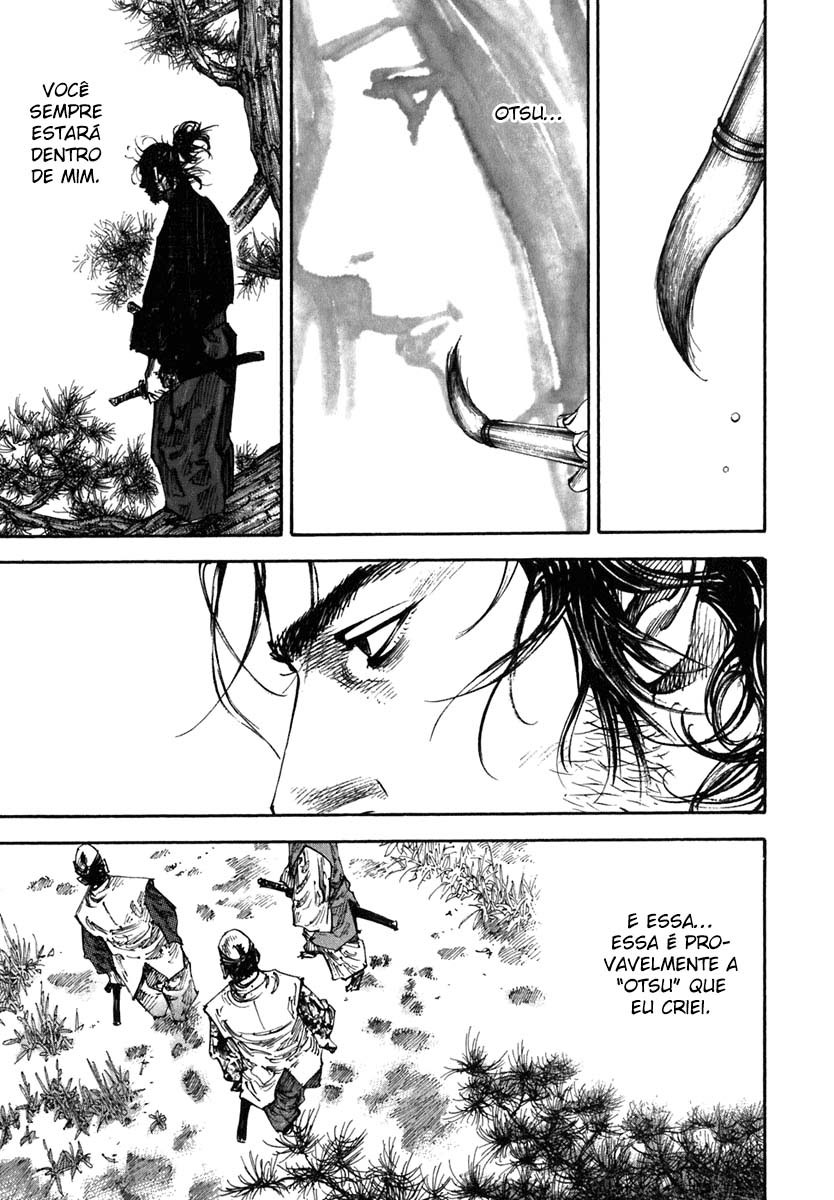 OTSU...
VOCÊ
SEMPRE
ESTARÁ
DENTRO
DE MIM.
E ESSA...
ESSA É PRO-
VAVELMENTE A
"OTSU" QUE
EU CRIEI.